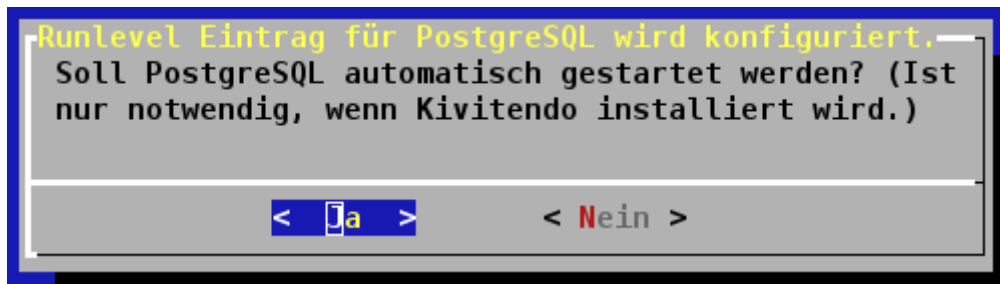 Runlevel Eintrag für PostgreSQL wird konfiguriert.
Soll PostgreSQL automatisch gestartet werden? (Ist
nur notwendig, wenn Kivitendo installiert wird.)
< Ja > < Nein >